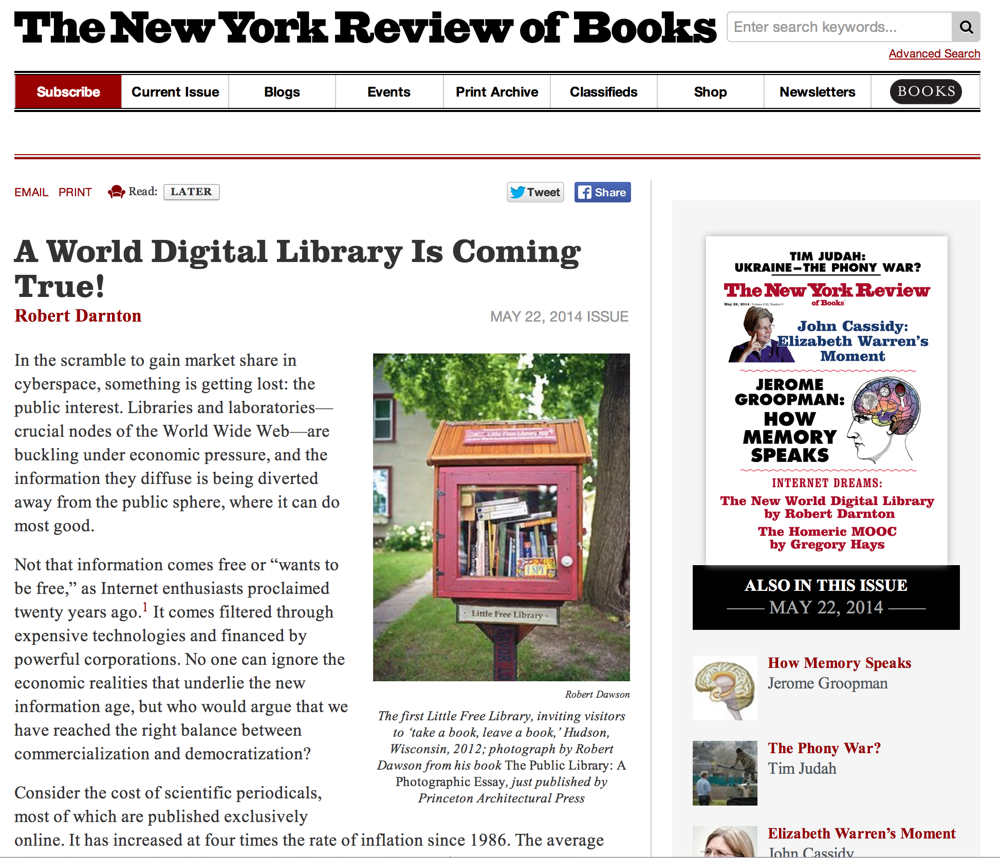 The New York Review of Books
Enter search keywords...
Advanced Search
Subscribe
Current Issue
Blogs
Events
Print Archive
Classifieds
Shop
Newsletters
BOOKS
EMAIL PRINT Read: LATER
Tweet
Share
A World Digital Library Is Coming
True!
Robert Darnton
MAY 22, 2014 ISSUE
In the scramble to gain market share in
cyberspace, something is getting lost: the
public interest. Libraries and laboratories—
crucial nodes of the World Wide Web—are
buckling under economic pressure, and the
information they diffuse is being diverted
away from the public sphere, where it can do
most good.
Not that information comes free or “wants to
be free,” as Internet enthusiasts proclaimed
twenty years ago.1 It comes filtered through
expensive technologies and financed by
powerful corporations. No one can ignore the
economic realities that underlie the new
information age, but who would argue that we
have reached the right balance between
commercialization and democratization?
Consider the cost of scientific periodicals,
most of which are published exclusively
online. It has increased at four times the rate of inflation since 1986. The average
Little Free Library
I SPY
· Little Free Library ·
Robert Dawson
The first Little Free Library, inviting visitors
to ‘take a book, leave a book,’ Hudson,
Wisconsin, 2012; photograph by Robert
Dawson from his book The Public Library: A
Photographic Essay, just published by
Princeton Architectural Press
TIM JUDAH:
UKRAINE–THE PHONY WAR?
The New York Review
of Books
May 22, 2014 / Volume LXI, Number 9
John Cassidy:
Elizabeth Warren’s
Moment
JEROME
GROOPMAN:
HOW
MEMORY
SPEAKS
INTERNET DREAMS:
The New World Digital Library
by Robert Darnton
The Homeric MOOC
by Gregory Hays
ALSO IN THIS ISSUE
MAY 22, 2014
How Memory Speaks
Jerome Groopman
The Phony War?
Tim Judah
Elizabeth Warren’s Moment
John Cassidy